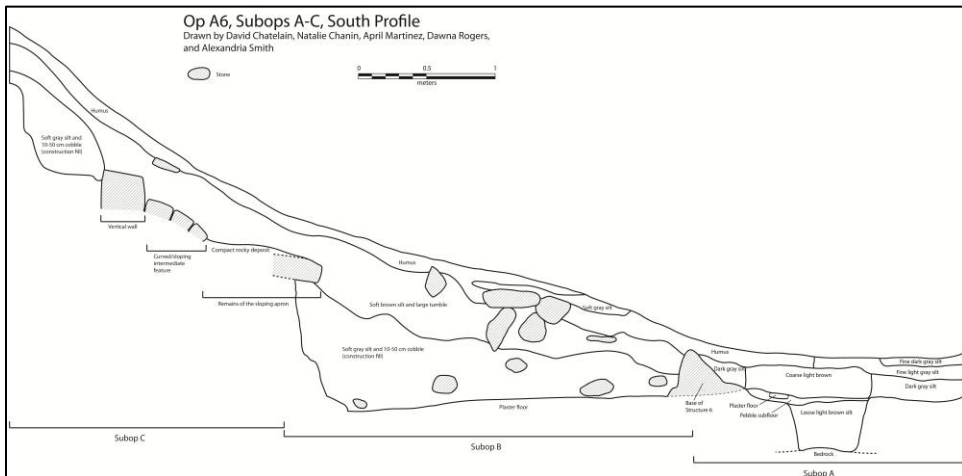 Op A6, Subops A-C, South Profile
Drawn by David Chatelain, Natalie Chanin, April Martinez, Dawna Rogers,
and Alexandria Smith
Stone
0 0.5 1
meters
Humus
Soft gray silt and
10-50 cm cobble
(construction fill)
Vertical wall
Curved/sloping
intermediate
feature
Compact rocky deposit
Remains of the sloping apron
Humus
Soft brown silt and large tumble
Soft gray silt
Soft gray silt and 10-50 cm cobble
(construction fill)
Plaster floor
Humus
Dark gray silt
Coarse light brown
Fine dark gray silt
Fine light gray silt
Dark gray silt
Base of
Structure 6
Plaster floor
Pebble subfloor
Loose light brown silt
Bedrock
Subop C
Subop B
Subop A